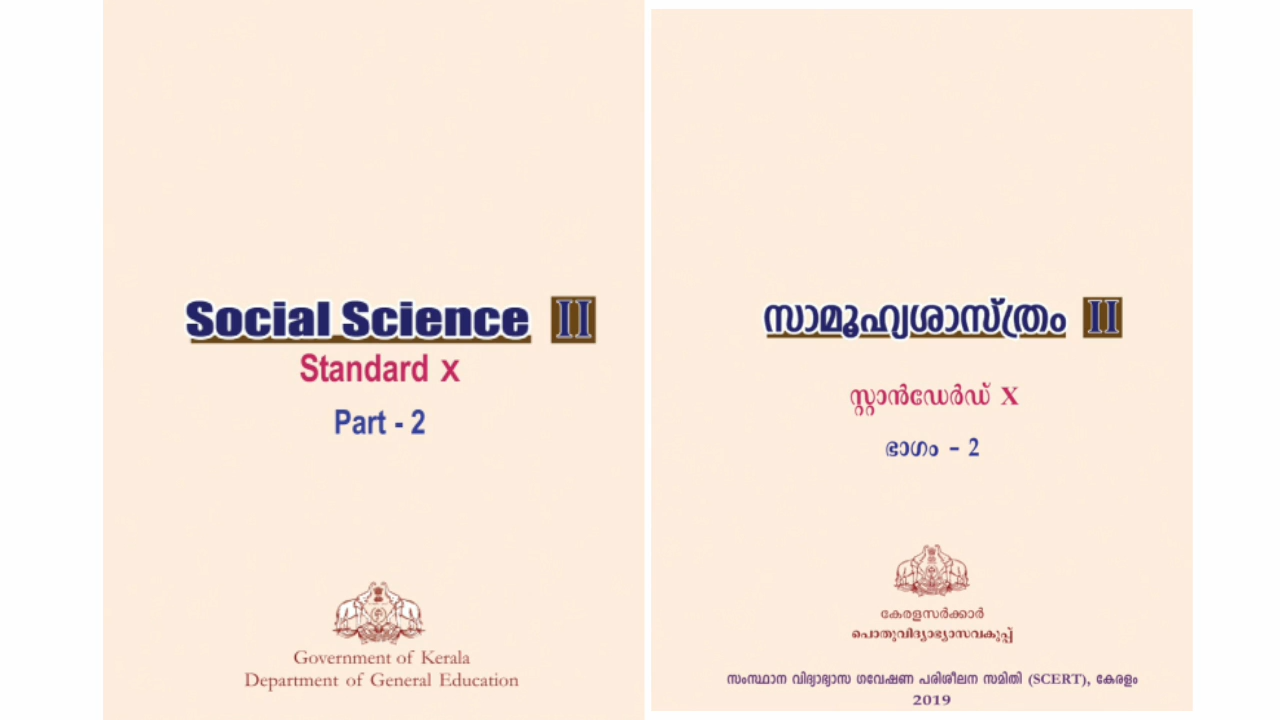 Social Science II
Standard X
Part - 2
Government of Kerala
Department of General Education
സാമൂഹ്യശാസ്ത്രം II
സ്റ്റാൻഡേർഡ് X
ഭാഗം - 2
കേരളസർക്കാർ
പൊതുവിദ്യാഭ്യാസവകുപ്പ്
സംസ്ഥാന വിദ്യാഭ്യാസ ഗവേഷണ പരിശീലന സമിതി (SCERT), കേരളം
2019